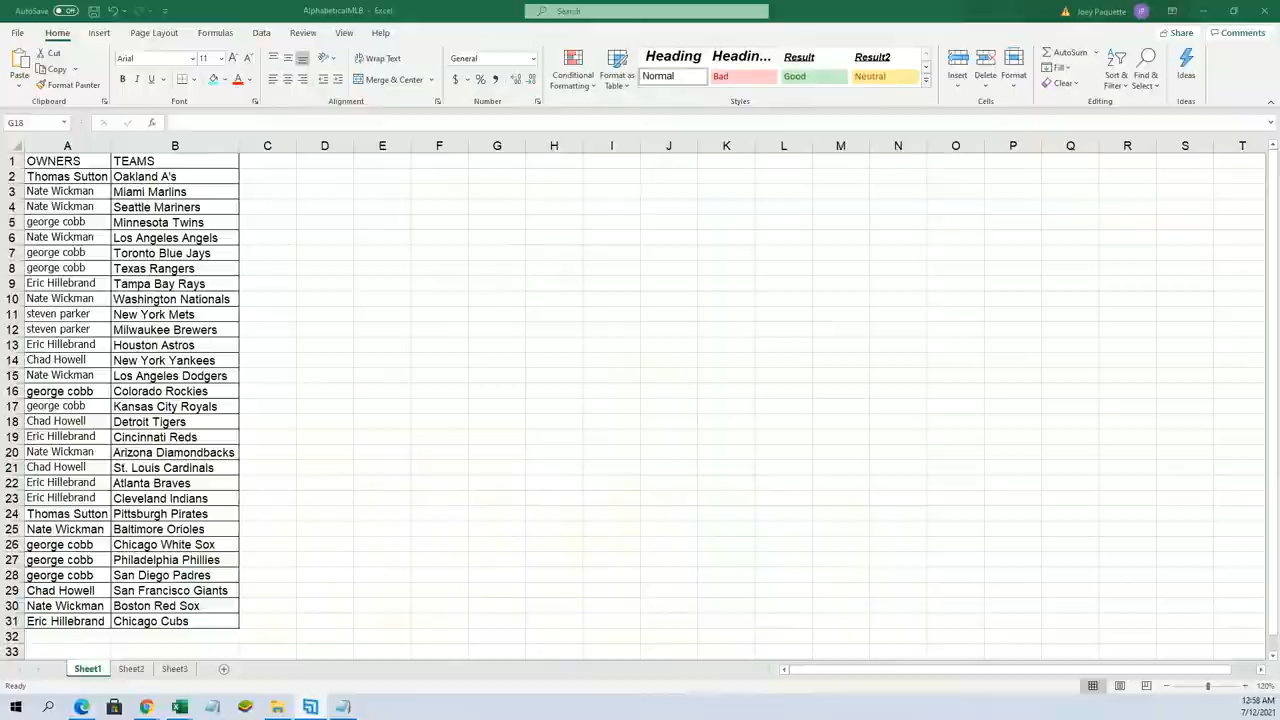 AutoSave Off AlphabeticalMLB - Excel Search Joey Paquette JP
File Home Insert Page Layout Formulas Data Review View Help Share Comments
Cut Arial 11 A A Wrap Text General Heading Headin... Result Result2 AutoSum
Paste Copy Format Painter B I U A Merge & Center $ % , Conditional Formatting Format as Table Normal Bad Good Neutral Insert Delete Format Fill Clear Sort & Filter Find & Select Ideas
Clipboard Font Alignment Number Styles Cells Editing Ideas
G18 fx
A B C D E F G H I J K L M N O P Q R S T
1 OWNERS TEAMS
2 Thomas Sutton Oakland A's
3 Nate Wickman Miami Marlins
4 Nate Wickman Seattle Mariners
5 george cobb Minnesota Twins
6 Nate Wickman Los Angeles Angels
7 george cobb Toronto Blue Jays
8 george cobb Texas Rangers
9 Eric Hillebrand Tampa Bay Rays
10 Nate Wickman Washington Nationals
11 steven parker New York Mets
12 steven parker Milwaukee Brewers
13 Eric Hillebrand Houston Astros
14 Chad Howell New York Yankees
15 Nate Wickman Los Angeles Dodgers
16 george cobb Colorado Rockies
17 george cobb Kansas City Royals
18 Chad Howell Detroit Tigers
19 Eric Hillebrand Cincinnati Reds
20 Nate Wickman Arizona Diamondbacks
21 Chad Howell St. Louis Cardinals
22 Eric Hillebrand Atlanta Braves
23 Eric Hillebrand Cleveland Indians
24 Thomas Sutton Pittsburgh Pirates
25 Nate Wickman Baltimore Orioles
26 george cobb Chicago White Sox
27 george cobb Philadelphia Phillies
28 george cobb San Diego Padres
29 Chad Howell San Francisco Giants
30 Nate Wickman Boston Red Sox
31 Eric Hillebrand Chicago Cubs
32
33
Sheet1 Sheet2 Sheet3
Ready 120%
12:58 AM
7/12/2021